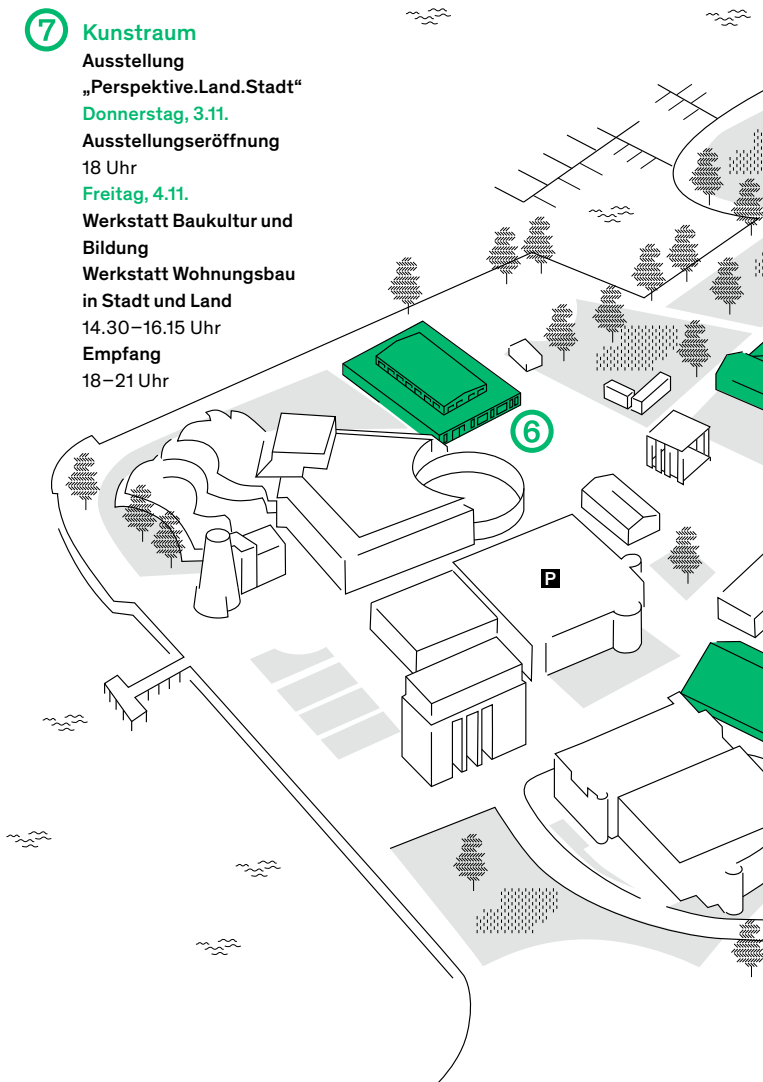 7 Kunstraum
Ausstellung
„Perspektive.Land.Stadt“
Donnerstag, 3.11.
Ausstellungseröffnung
18 Uhr
Freitag, 4.11.
Werkstatt Baukultur und
Bildung
Werkstatt Wohnungsbau
in Stadt und Land
14.30–16.15 Uhr
Empfang
18–21 Uhr
6
P